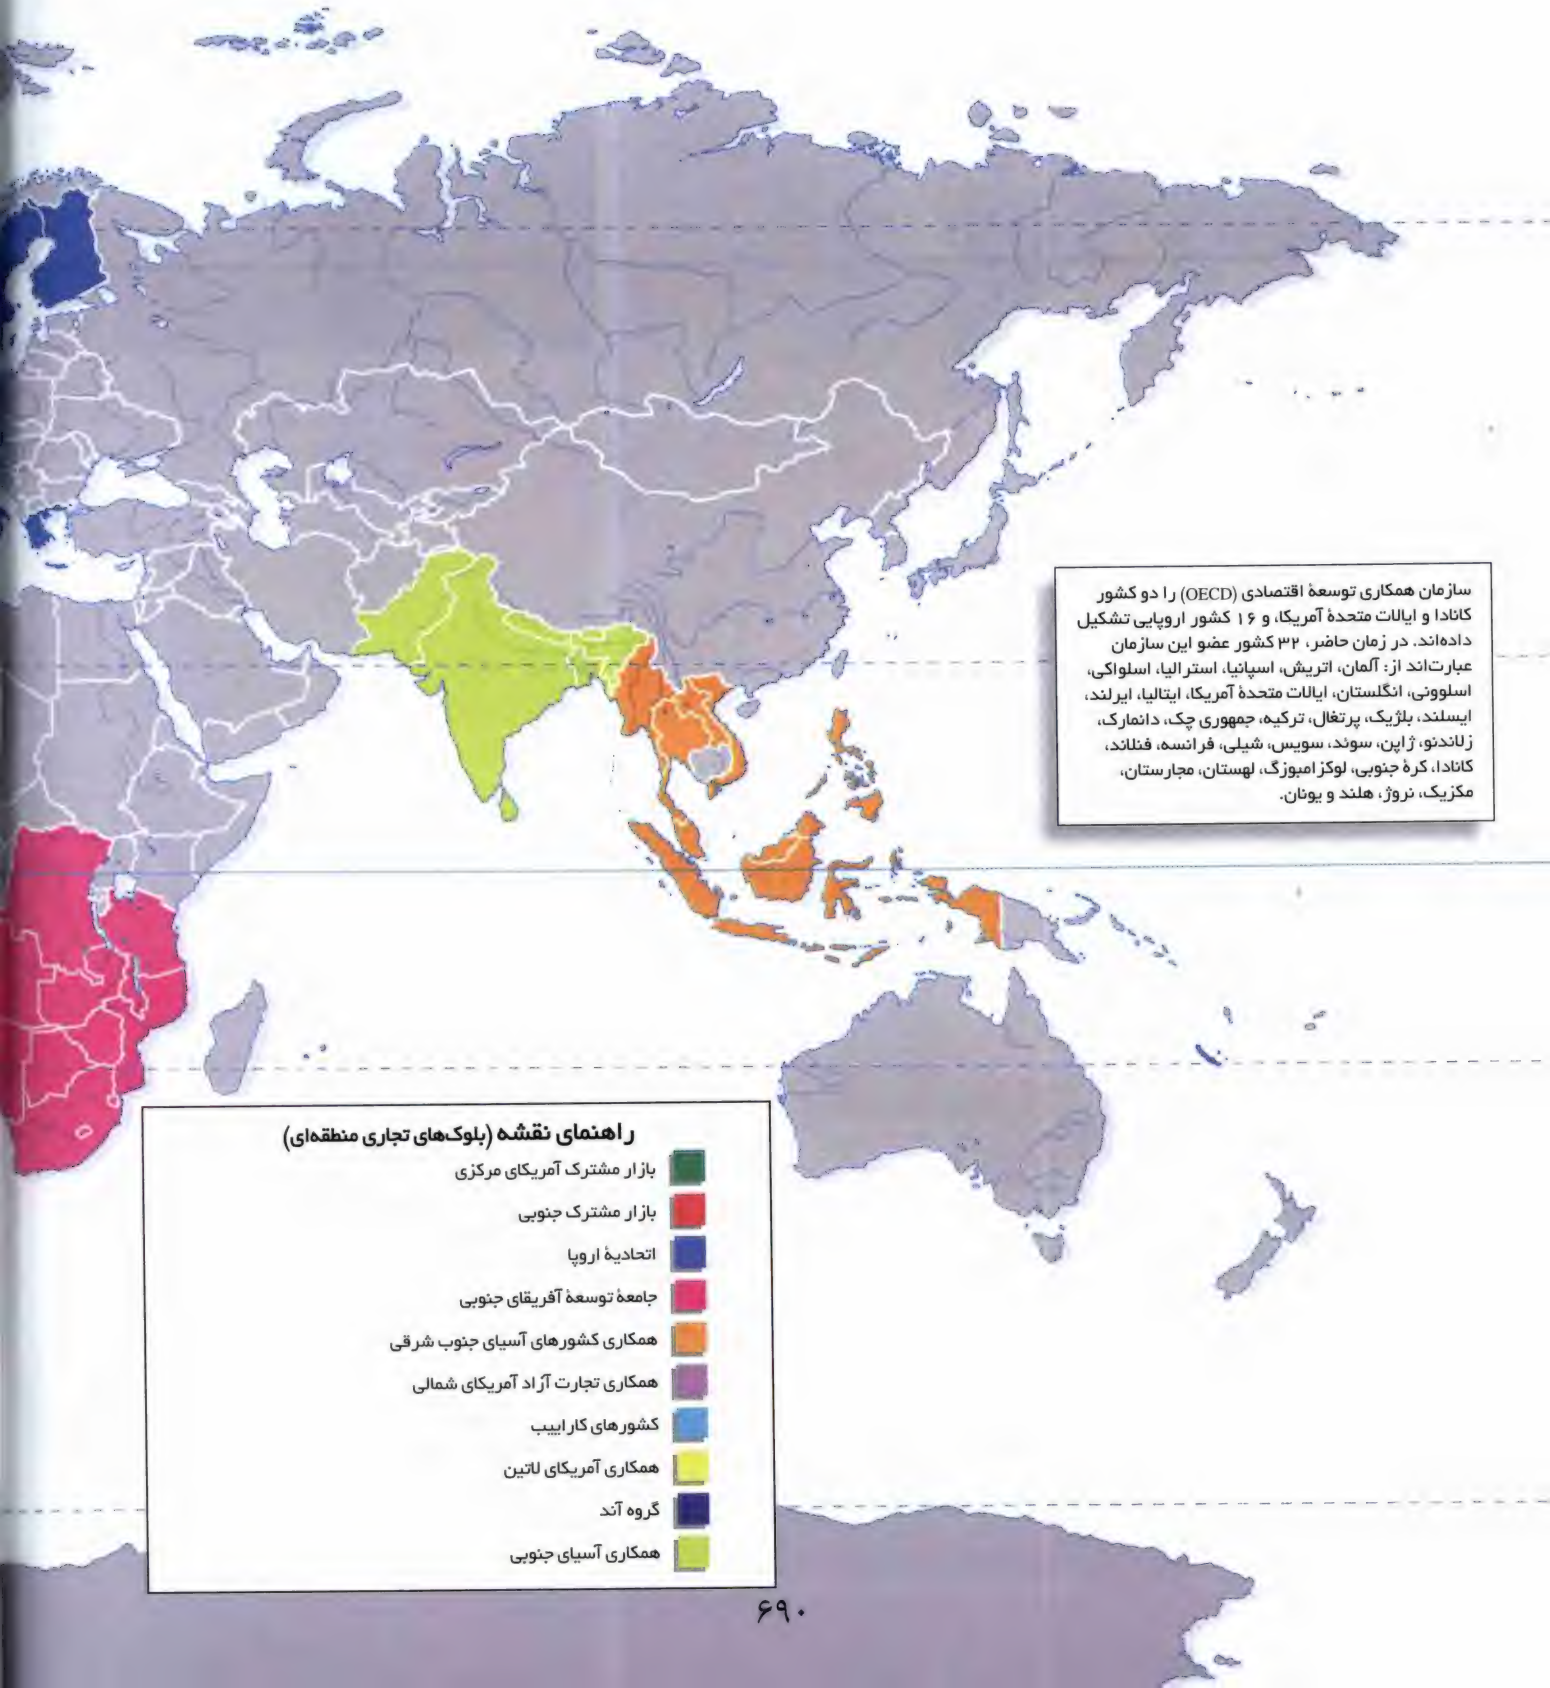 سازمان همکاری توسعهٔ اقتصادی (OECD) را دو کشور
کانادا و ایالات متحدهٔ آمریکا، و ۱۶ کشور اروپایی تشکیل
داده‌اند. در زمان حاضر، ۳۲ کشور عضو این سازمان
عبارت‌اند از: آلمان، اتریش، اسپانیا، استرالیا، اسلواکی،
اسلوونی، انگلستان، ایالات متحدهٔ آمریکا، ایتالیا، ایرلند،
ایسلند، بلژیک، پرتغال، ترکیه، جمهوری چک، دانمارک،
زلاندنو، ژاپن، سوئد، سویس، شیلی، فرانسه، فنلاند،
کانادا، کرهٔ جنوبی، لوکزامبوزگ، لهستان، مجارستان،
مکزیک، نروژ، هلند و یونان.
راهنمای نقشه (بلوک‌های تجاری منطقه‌ای)
بازار مشترک آمریکای مرکزی
بازار مشترک جنوبی
اتحادیهٔ اروپا
جامعهٔ توسعهٔ آفریقای جنوبی
همکاری کشورهای آسیای جنوب شرقی
همکاری تجارت آزاد آمریکای شمالی
کشورهای کاراییب
همکاری آمریکای لاتین
گروه آند
همکاری آسیای جنوبی
۶۹۰